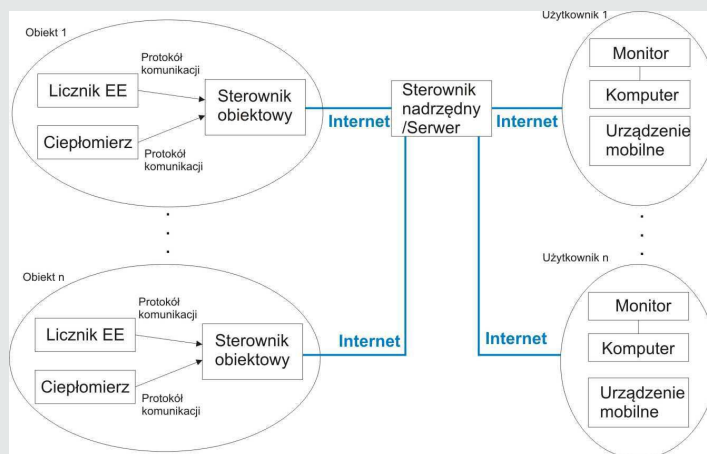 Obiekt 1
Protokół
komunikacji
Licznik EE
Sterownik
obiektowy
Ciepłomierz
Protokół
komunikacji
Internet
Sterownik
nadrzędny
/Serwer
Internet
Użytkownik 1
Monitor
Komputer
Urządzenie
mobilne
Obiekt n
Protokół
komunikacji
Licznik EE
Sterownik
obiektowy
Ciepłomierz
Protokół
komunikacji
Internet
Internet
Użytkownik n
Monitor
Komputer
Urządzenie
mobilne